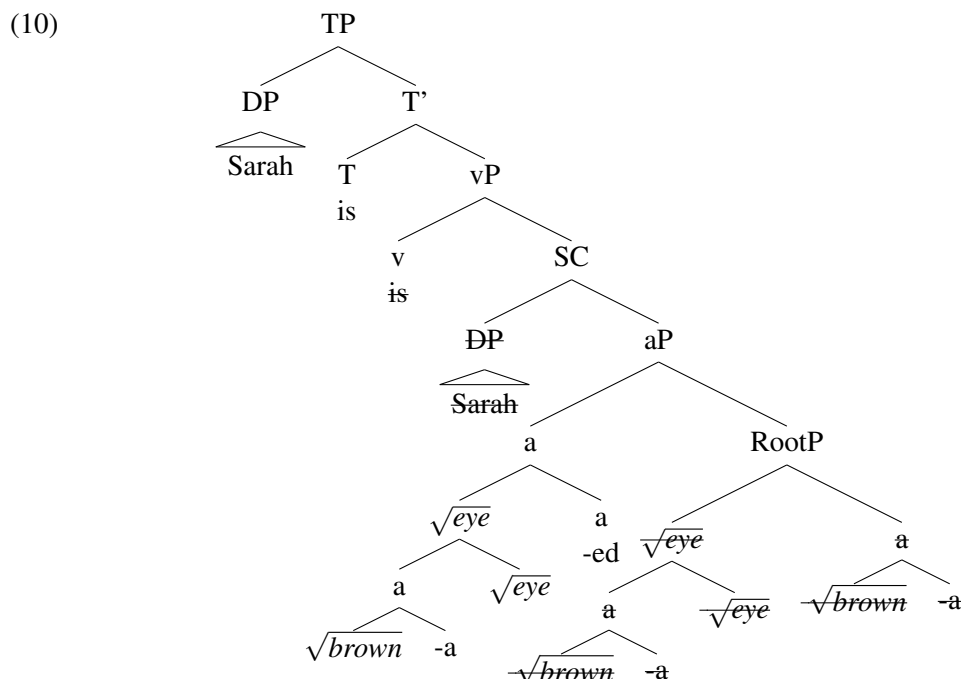 (10)
TP
DP T’
Sarah T vP
is
v SC
is
DP aP
Sarah
a RootP
√eye a √eye a
-ed
a √eye a √eye √brown -a
√brown -a √brown -a